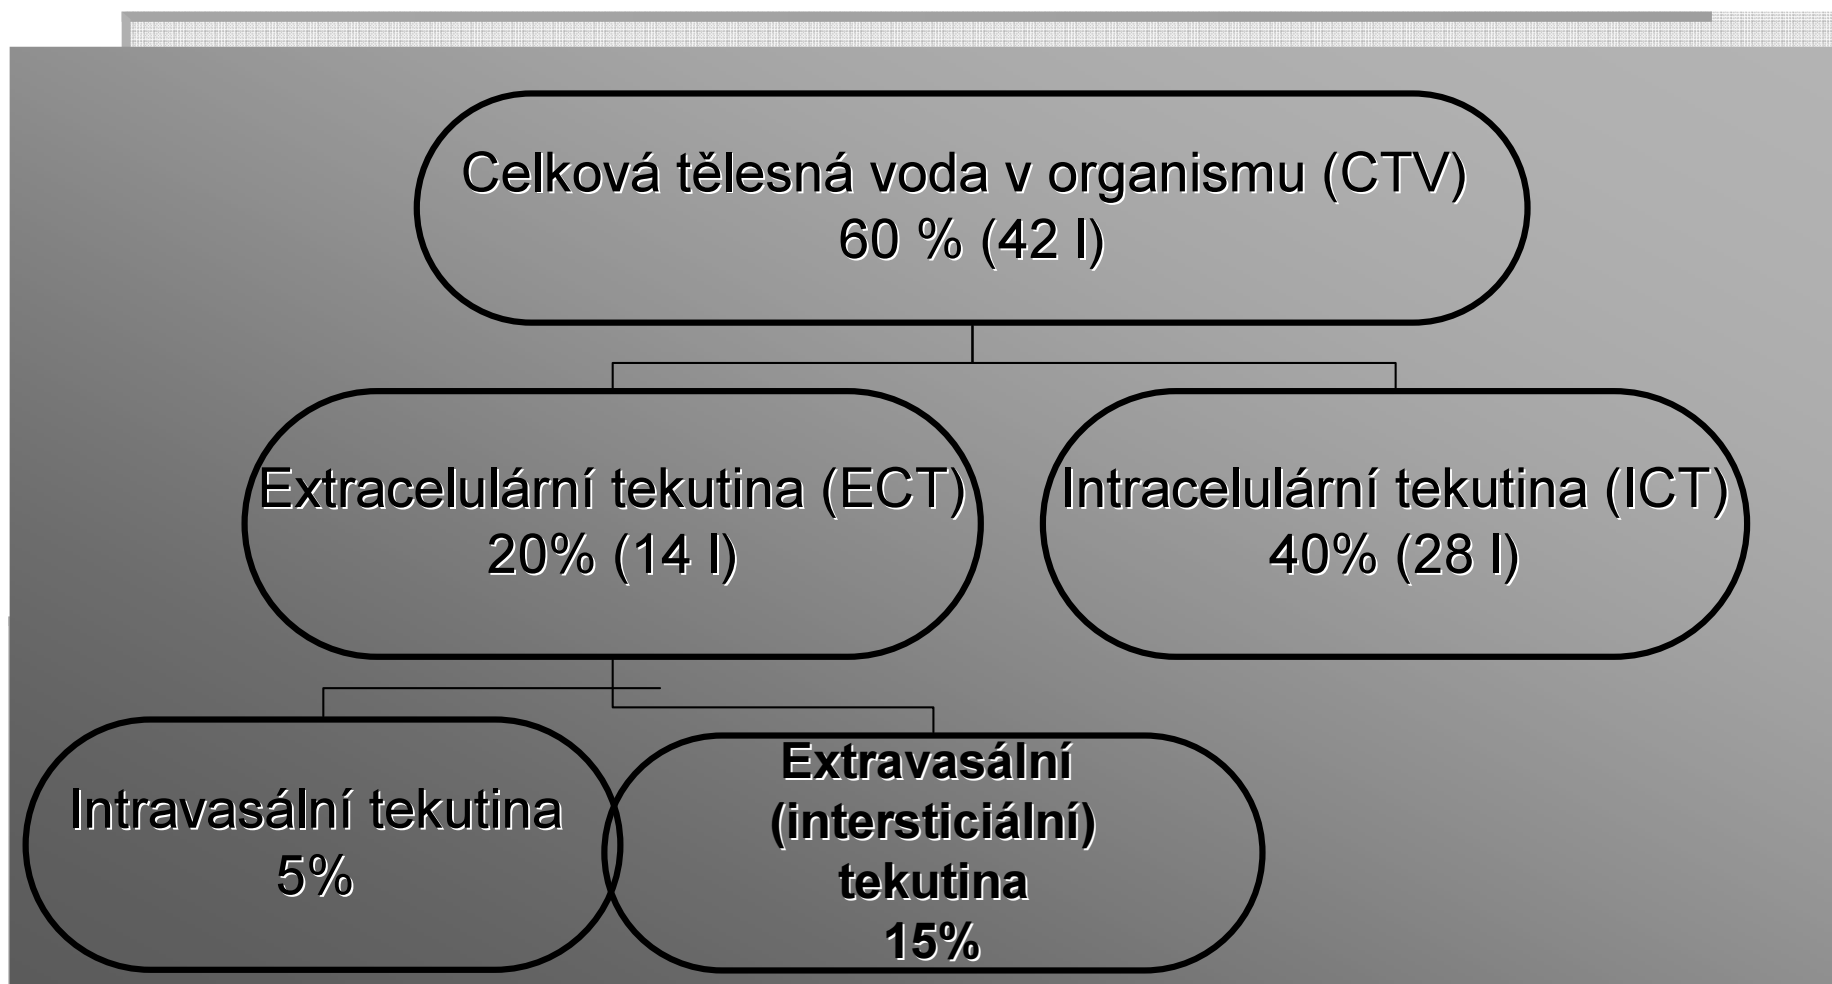 Celková tělesná voda v organismu (CTV)
60 % (42 l)
Extracelulární tekutina (ECT)
20% (14 l)
Intracelulární tekutina (ICT)
40% (28 l)
Intravasální tekutina
5%
Extravasální
(intersticiální)
tekutina
15%